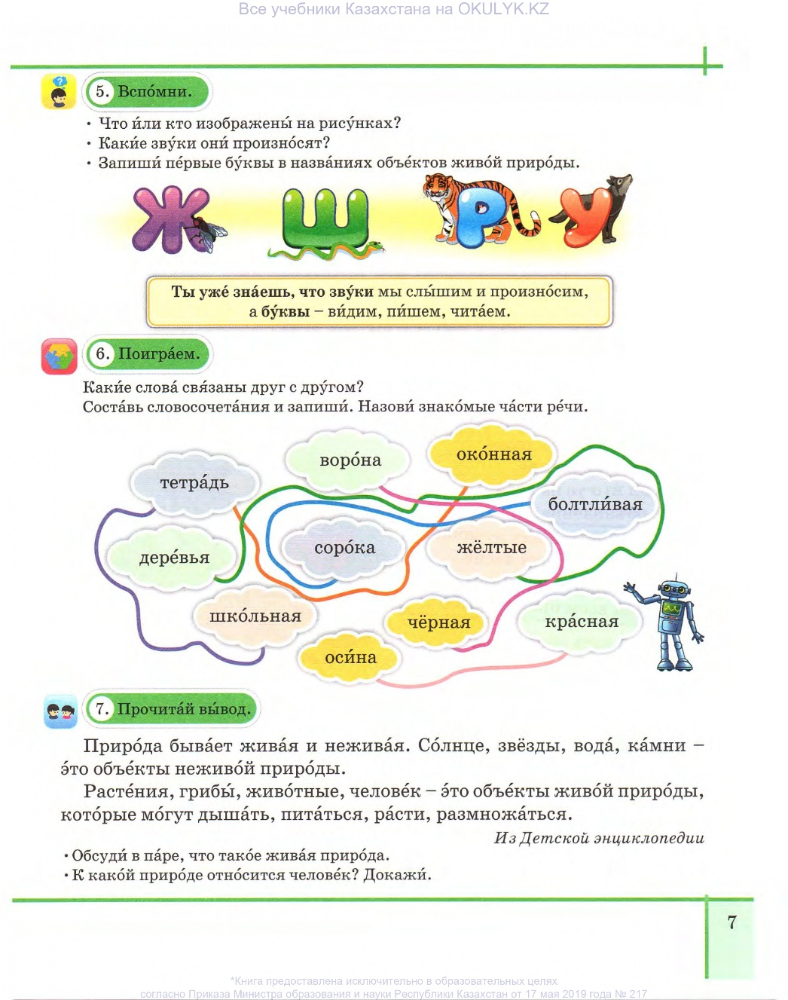 Все учебники Казахстана на OKULYK.KZ
5. Вспо́мни.
• Что и́ли кто изображены́ на рису́нках?
• Каки́е зву́ки они́ произно́сят?
• Запиши́ пе́рвые бу́квы в назва́ниях объе́ктов живо́й приро́ды.
Ж Ш Р У
Ты уже́ зна́ешь, что зву́ки мы слы́шим и произно́сим,
а бу́квы – ви́дим, пи́шем, чита́ем.
6. Поигра́ем.
Каки́е слова́ свя́заны друг с дру́гом?
Соста́вь словосочета́ния и запиши́. Назови́ знако́мые ча́сти ре́чи.
тетра́дь
воро́на
око́нная
болтли́вая
дере́вья
соро́ка
жёлтые
шко́льная
чёрная
кра́сная
оси́на
7. Прочита́й вы́вод.
Приро́да быва́ет жива́я и нежива́я. Со́лнце, звёзды, вода́, ка́мни –
э́то объе́кты неживо́й приро́ды.
Расте́ния, грибы́, живо́тные, челове́к – э́то объе́кты живо́й приро́ды,
кото́рые мо́гут дыша́ть, пита́ться, ра́сти, размножа́ться.
Из Детской энциклопедии
• Обсуди́ в па́ре, что тако́е жива́я приро́да.
• К како́й приро́де отно́сится челове́к? Докажи́.
7
*Книга предоставлена исключительно в образовательных целях
согласно Приказа Министра образования и науки Республики Казахстан от 17 мая 2019 года № 217